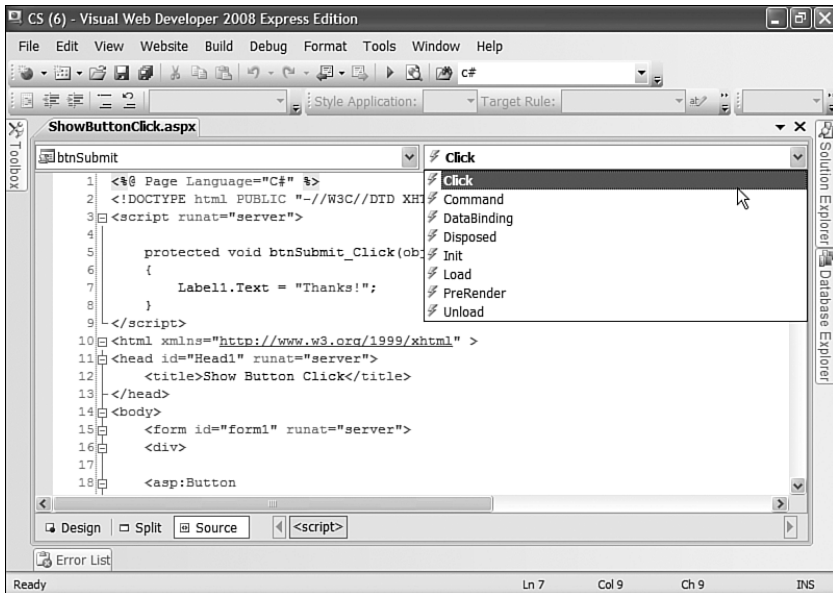 CS (6) - Visual Web Developer 2008 Express Edition
File Edit View Website Build Debug Format Tools Window Help
c#
Style Application: Target Rule:
Toolbox
ShowButtonClick.aspx
btnSubmit
Click
Click
Command
DataBinding
Disposed
Init
Load
PreRender
Unload
1 <%@ Page Language="C#" %>
2 <!DOCTYPE html PUBLIC "-//W3C//DTD XHT
3 <script runat="server">
4
5 protected void btnSubmit_Click(obj
6 {
7 Label1.Text = "Thanks!";
8 }
9 </script>
10 <html xmlns="http://www.w3.org/1999/xhtml" >
11 <head id="Head1" runat="server">
12 <title>Show Button Click</title>
13 </head>
14 <body>
15 <form id="form1" runat="server">
16 <div>
17
18 <asp:Button
Solution Explorer
Database Explorer
Design Split Source <script>
Error List
Ready Ln 7 Col 9 Ch 9 INS